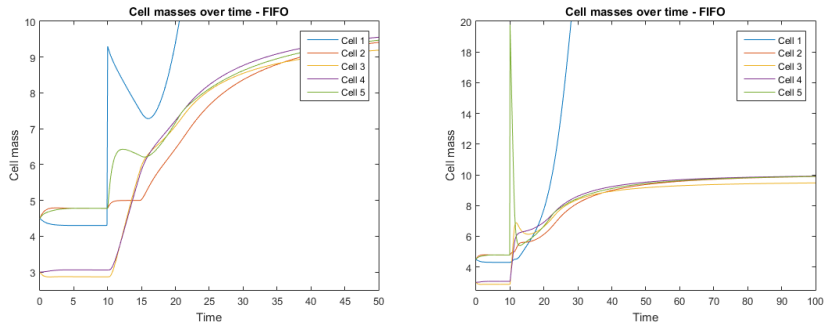 Cell masses over time - FIFO
Cell mass
10
9
8
7
6
5
4
3
0 5 10 15 20 25 30 35 40 45 50
Time
Cell 1
Cell 2
Cell 3
Cell 4
Cell 5
Cell masses over time - FIFO
Cell mass
20
18
16
14
12
10
8
6
4
0 10 20 30 40 50 60 70 80 90 100
Time
Cell 1
Cell 2
Cell 3
Cell 4
Cell 5